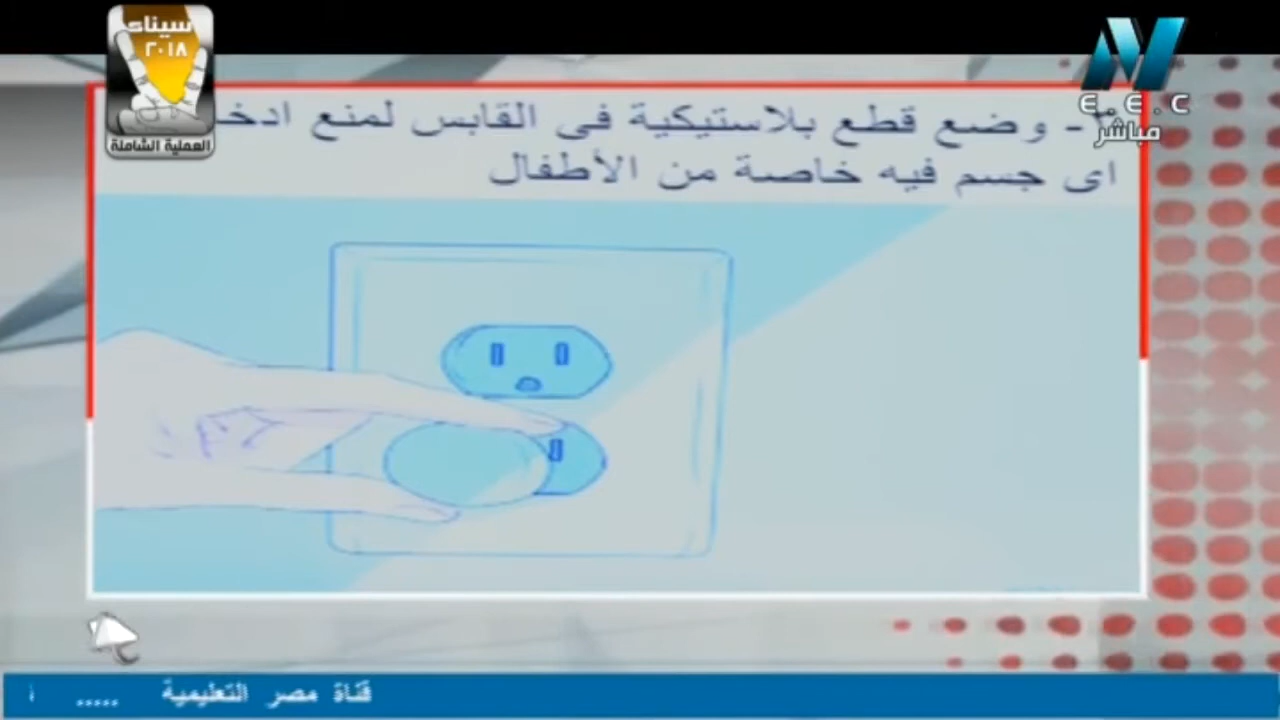 سيناء
٢٠١٨
العملية الشاملة
E.E.C
مباشر
- وضع قطع بلاستيكية فى القابس لمنع
اى جسم فيه خاصة من الأطفال
قناة مصر التعليمية .....